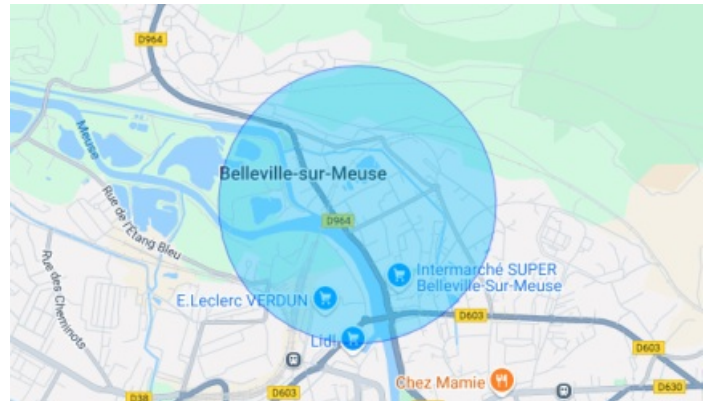 D964
Meuse
Belleville-sur-Meuse
Rue de l'Étang Bleu
D964
Rue des Cheminots
Intermarché SUPER
Belleville-Sur-Meuse
E.Leclerc VERDUN
D603
Lidl
D603
Chez Mamie
D38
D603
D630